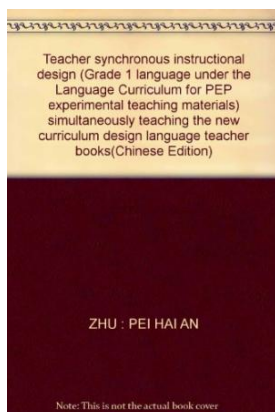 Teacher synchronous instructional
design (Grade 1 language under the
Language Curriculum for PEP
experimental teaching materials)
simultaneously teaching the new
curriculum design language teacher
books(Chinese Edition)
ZHU : PEI HAI AN
Note: This is not the actual book cover